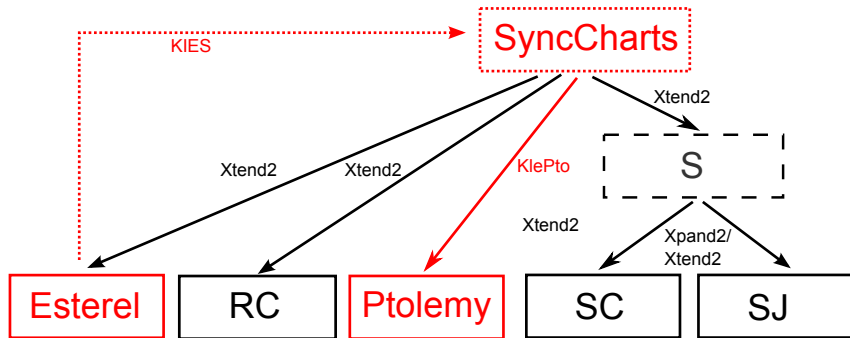 SyncCharts
KIES
Xtend2
Xtend2
Xtend2
KlePto
S
Xtend2
Xpand2/
Xtend2
Esterel
RC
Ptolemy
SC
SJ